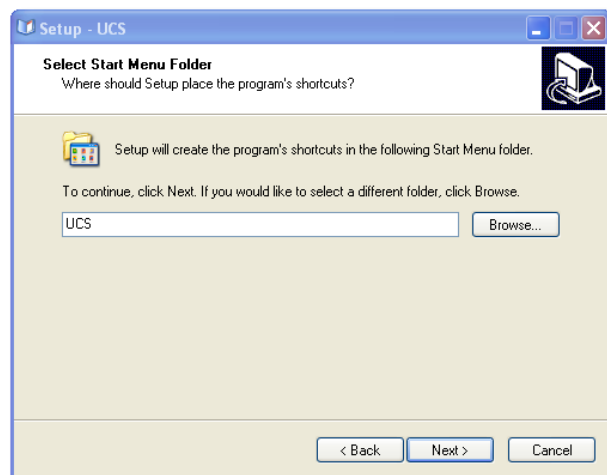 Setup - UCS
Select Start Menu Folder
Where should Setup place the program's shortcuts?
Setup will create the program's shortcuts in the following Start Menu folder.
To continue, click Next. If you would like to select a different folder, click Browse.
UCS
Browse...
< Back
Next >
Cancel